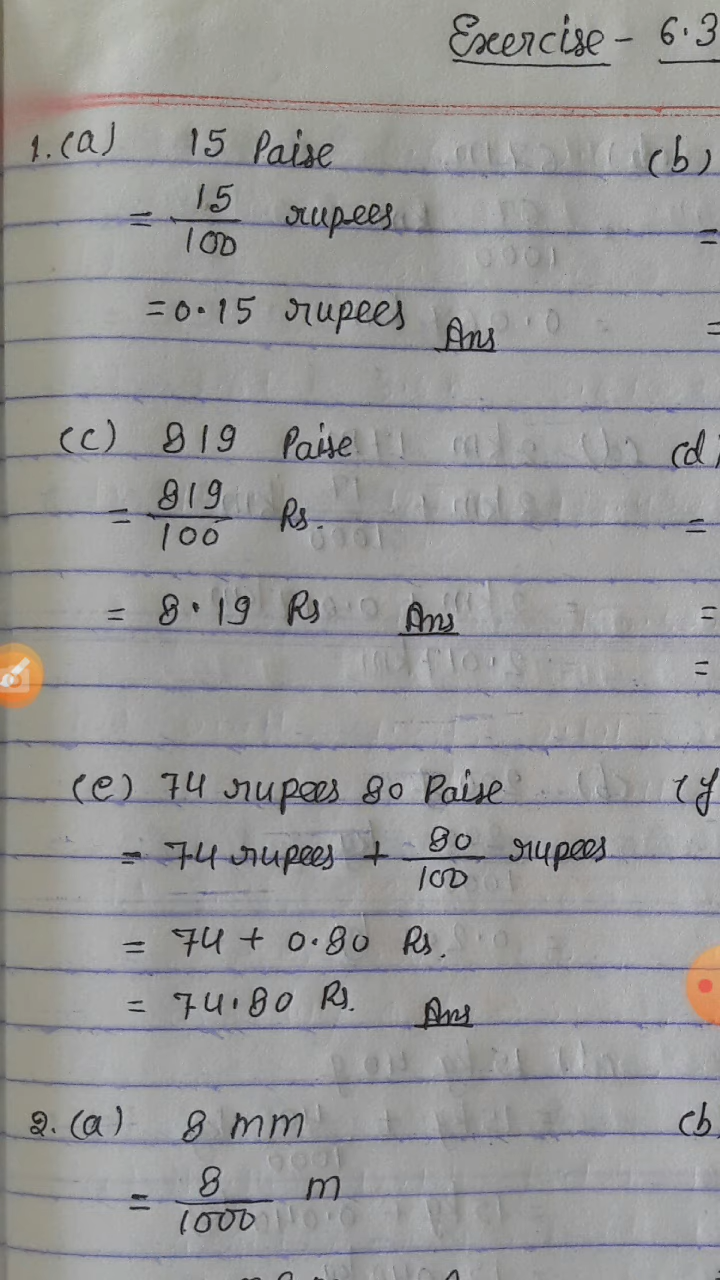 Exercise - 6.3
1.(a) 15 Paise (b)
= 15/100 rupees =
= 0.15 rupees Ans =
(c) 819 Paise (d)
= 819/100 Rs. =
= 8.19 Rs Ans =
=
(e) 74 rupees 80 Paise (f
= 74 rupees + 80/100 rupees
= 74 + 0.80 Rs.
= 74.80 Rs. Ans
2.(a) 8 mm (b
= 8/1000 m